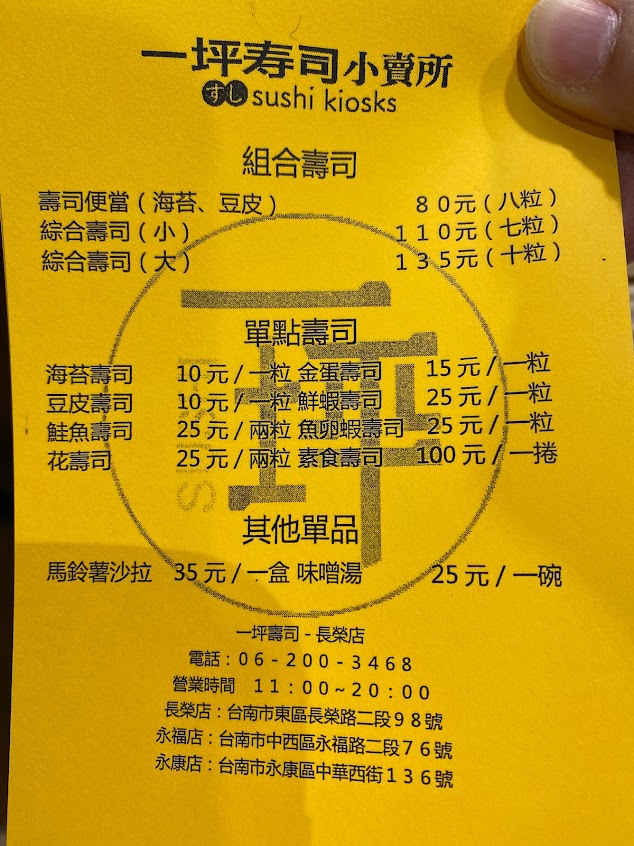 一坪寿司小賣所
すし sushi kiosks
組合壽司
壽司便當(海苔、豆皮) 80元(八粒)
綜合壽司(小) 110元(七粒)
綜合壽司(大) 135元(十粒)
單點壽司
海苔壽司 10元/一粒 金蛋壽司 15元/一粒
豆皮壽司 10元/一粒 鮮蝦壽司 25元/一粒
鮭魚壽司 25元/兩粒 魚卵蝦壽司 25元/一粒
花壽司 25元/兩粒 素食壽司 100元/一捲
其他單品
馬鈴薯沙拉 35元/一盒 味噌湯 25元/一碗
一坪壽司-長榮店
電話:06-200-3468
營業時間 11:00~20:00
長榮店:台南市東區長榮路二段98號
永福店:台南市中西區永福路二段76號
永康店:台南市永康區中華西街136號
一坪
SUSHI